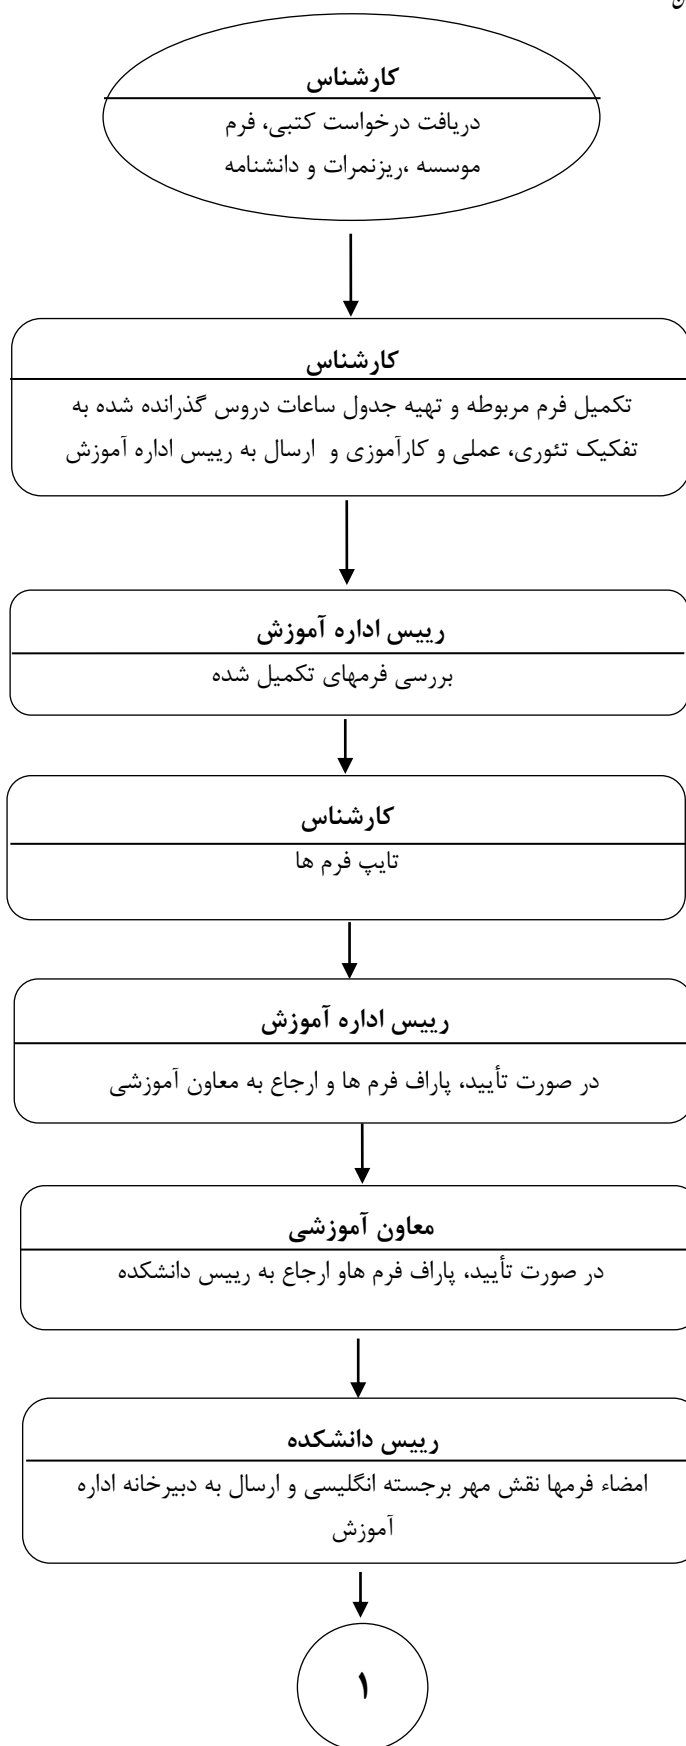 کارشناس
دریافت درخواست کتبی، فرم
موسسه ،ریزنمرات و دانشنامه
کارشناس
تکمیل فرم مربوطه و تهیه جدول ساعات دروس گذرانده شده به
تفکیک تئوری، عملی و کارآموزی و ارسال به رییس اداره آموزش
رییس اداره آموزش
بررسی فرمهای تکمیل شده
کارشناس
تایپ فرم ها
رییس اداره آموزش
در صورت تأیید، پاراف فرم ها و ارجاع به معاون آموزشی
معاون آموزشی
در صورت تأیید، پاراف فرم هاو ارجاع به رییس دانشکده
رییس دانشکده
امضاء فرمها نقش مهر برجسته انگلیسی و ارسال به دبیرخانه اداره
آموزش
۱